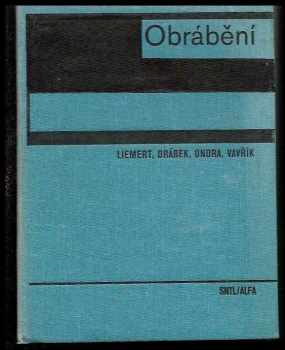 Obrábění
LIEMERT, DRÁBEK, ONDRA, VAVŘÍK
SNTL/ALFA